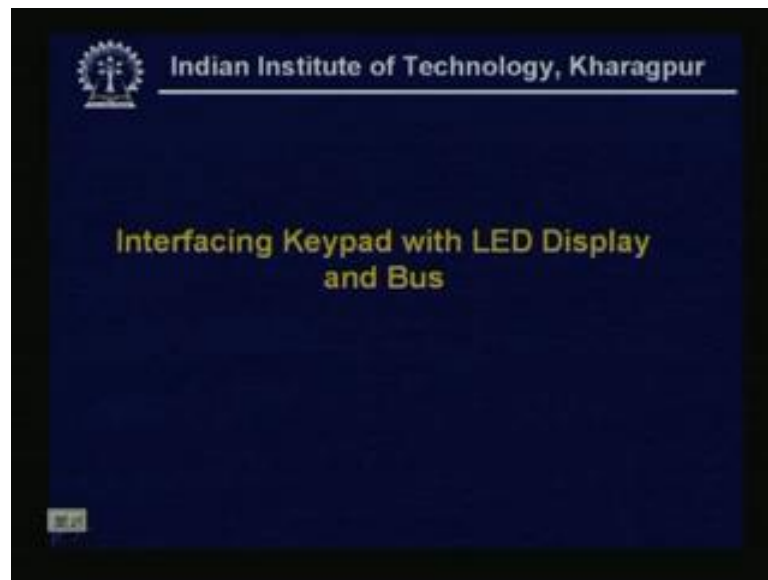 Indian Institute of Technology, Kharagpur
Interfacing Keypad with LED Display
and Bus